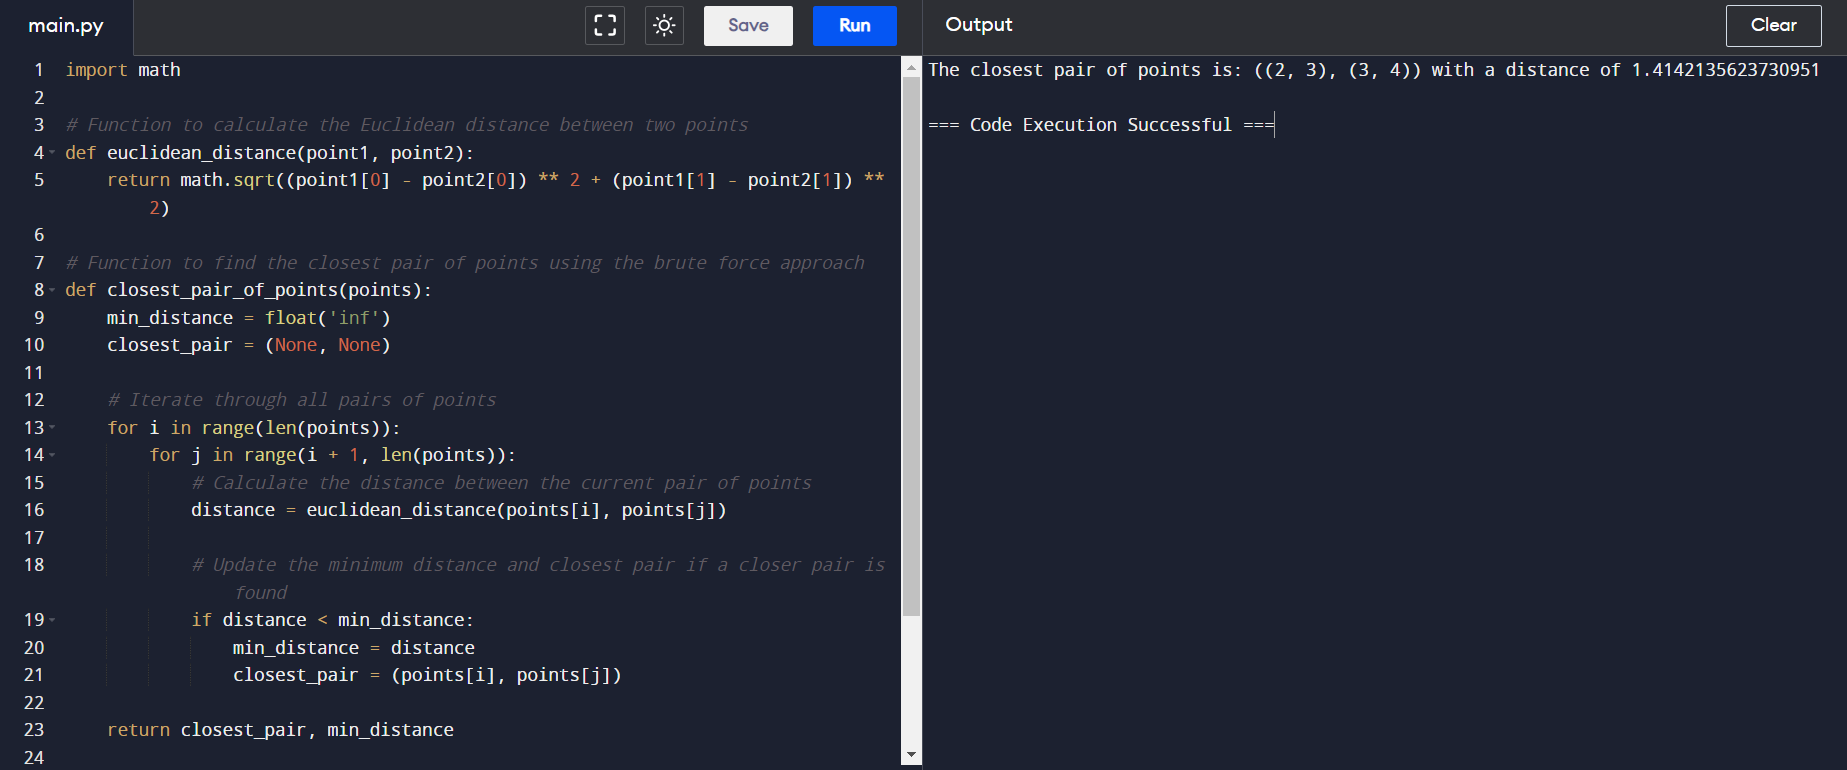 main.py
Save
Run
Output
Clear
1 import math
2
3 # Function to calculate the Euclidean distance between two points
4 def euclidean_distance(point1, point2):
5     return math.sqrt((point1[0] - point2[0]) ** 2 + (point1[1] - point2[1]) **
        2)
6
7 # Function to find the closest pair of points using the brute force approach
8 def closest_pair_of_points(points):
9     min_distance = float('inf')
10     closest_pair = (None, None)
11
12     # Iterate through all pairs of points
13     for i in range(len(points)):
14         for j in range(i + 1, len(points)):
15             # Calculate the distance between the current pair of points
16             distance = euclidean_distance(points[i], points[j])
17
18             # Update the minimum distance and closest pair if a closer pair is
                found
19             if distance < min_distance:
20                 min_distance = distance
21                 closest_pair = (points[i], points[j])
22
23     return closest_pair, min_distance
24
The closest pair of points is: ((2, 3), (3, 4)) with a distance of 1.4142135623730951
=== Code Execution Successful ===